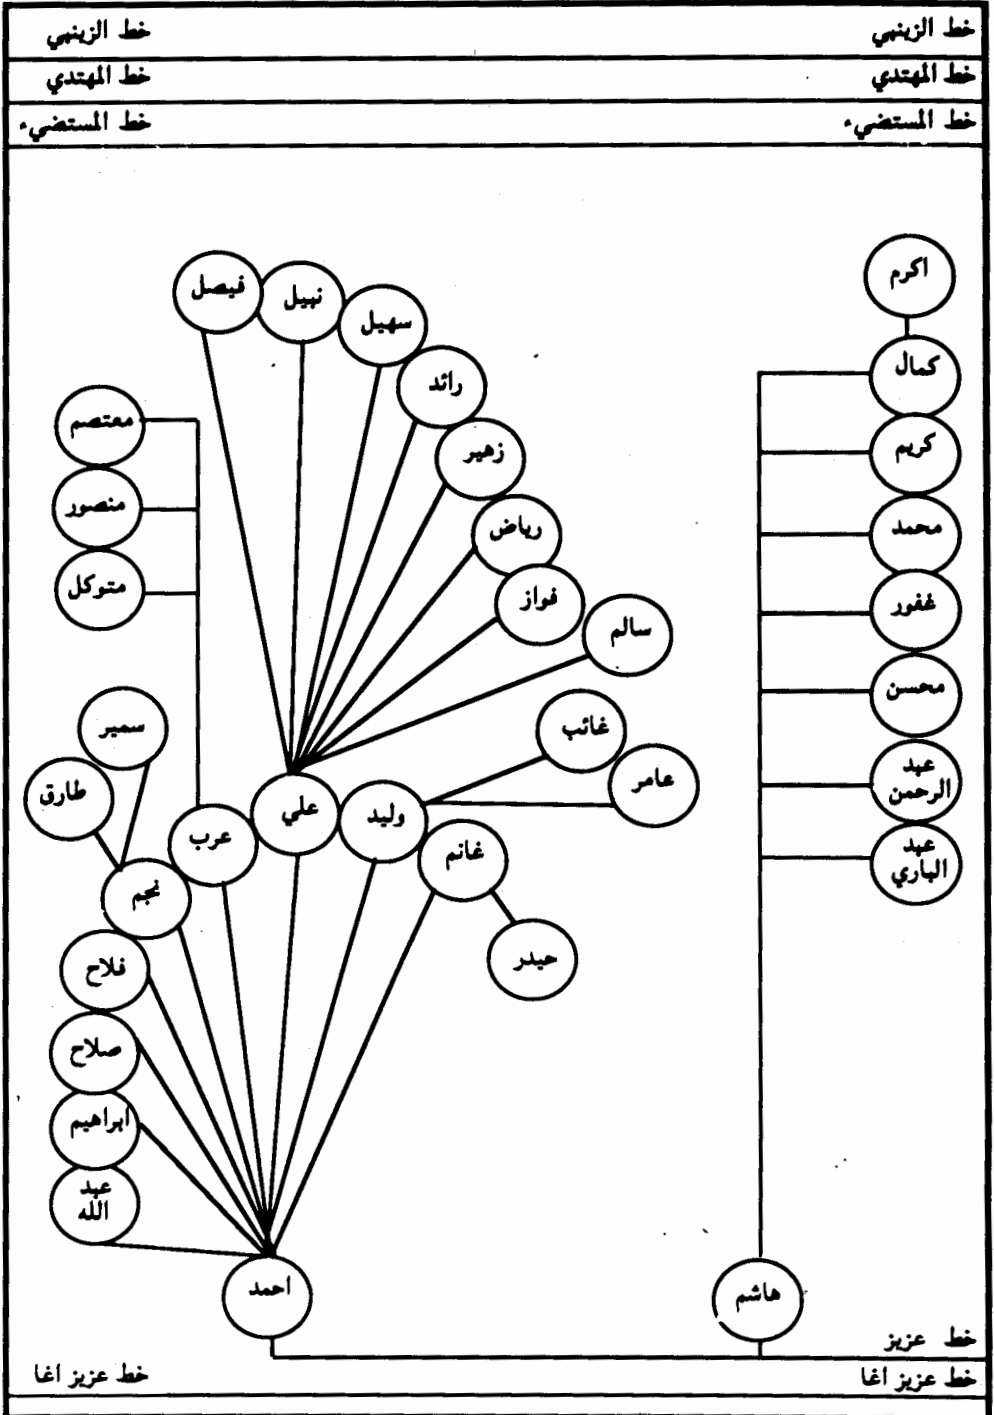 خط الزينبي خط الزينبي
خط المهتدي خط المهتدي
خط المستضيء خط المستضيء
اكرم
كمال
كريم
محمد
غفور
محسن
عبد
الرحمن
عبد
الباري
هاشم
فيصل
نبيل
سهيل
رائد
زهير
رياض
فواز
سالم
غائب
عامر
معتصم
منصور
متوكل
سمير
طارق
علي
وليد
عرب
غانم
نجم
حيدر
فلاح
صلاح
ابراهيم
عبد
الله
احمد
خط عزيز
خط عزيز اغا خط عزيز اغا